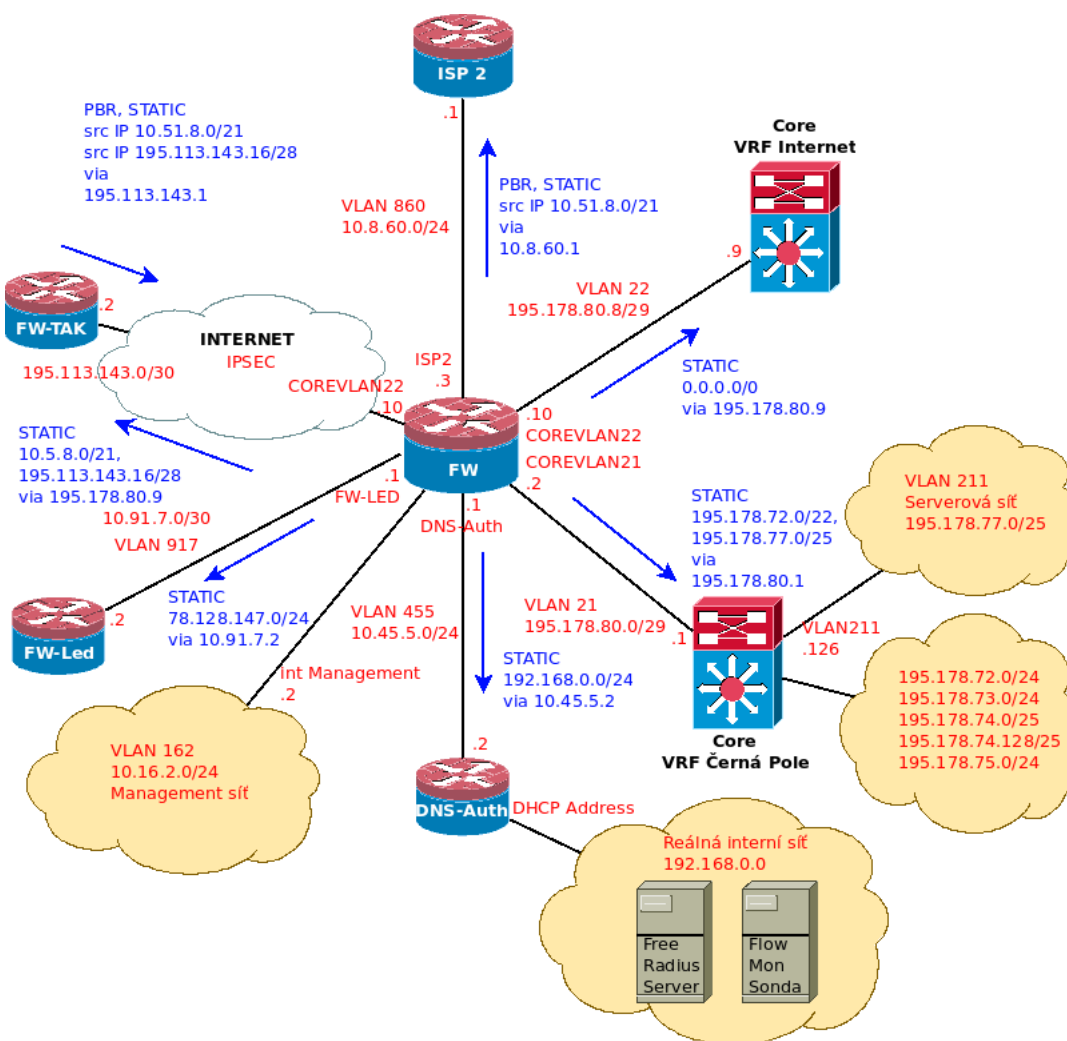 ISP 2
.1
PBR, STATIC
src IP 10.51.8.0/21
src IP 195.113.143.16/28
via
195.113.143.1
Core
VRF Internet
PBR, STATIC
src IP 10.51.8.0/21
via
10.8.60.1
VLAN 860
10.8.60.0/24
.9
VLAN 22
195.178.80.8/29
.2
FW-TAK
INTERNET
IPSEC
195.113.143.0/30
ISP2
.3
COREVLAN22
.10
STATIC
0.0.0.0/0
via 195.178.80.9
.10
COREVLAN22
COREVLAN21
.2
FW
STATIC
10.5.8.0/21,
195.113.143.16/28
via 195.178.80.9
.1
FW-LED
.1
DNS-Auth
10.91.7.0/30
VLAN 917
VLAN 211
Serverová síť
195.178.77.0/25
STATIC
195.178.72.0/22,
195.178.77.0/25
via
195.178.80.1
STATIC
78.128.147.0/24
via 10.91.7.2
.2
FW-Led
VLAN 455
10.45.5.0/24
VLAN 21
195.178.80.0/29
.1
VLAN211
.126
STATIC
192.168.0.0/24
via 10.45.5.2
Int Management
.2
195.178.72.0/24
195.178.73.0/24
195.178.74.0/25
195.178.74.128/25
195.178.75.0/24
Core
VRF Černá Pole
VLAN 162
10.16.2.0/24
Management síť
.2
DNS-Auth
DHCP Address
Reálná interní síť
192.168.0.0
Free
Radius
Server
Flow
Mon
Sonda